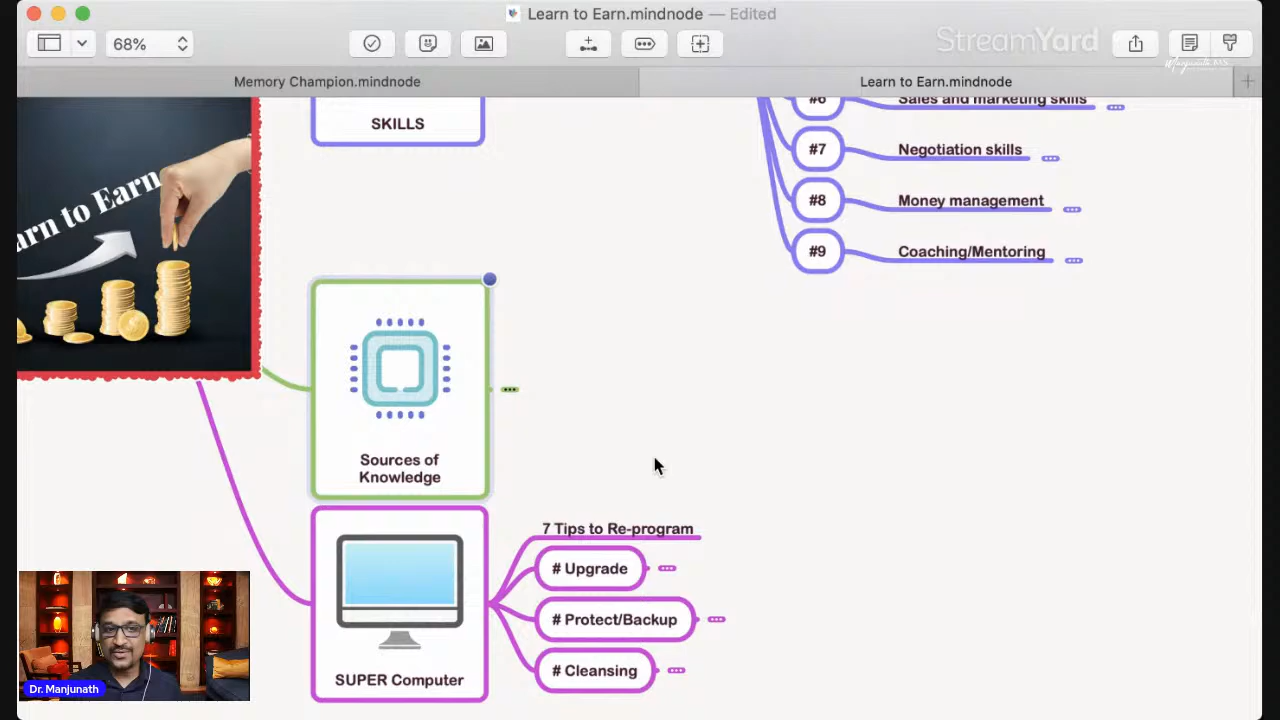 Learn to Earn.mindnode — Edited
68%
StreamYard
Manjunath.M.S
Memory Champion.mindnode
Learn to Earn.mindnode
+
arn to Earn
SKILLS
#6 Sales and marketing skills
#7 Negotiation skills
#8 Money management
#9 Coaching/Mentoring
Sources of
Knowledge
7 Tips to Re-program
# Upgrade
# Protect/Backup
# Cleansing
SUPER Computer
Dr. Manjunath